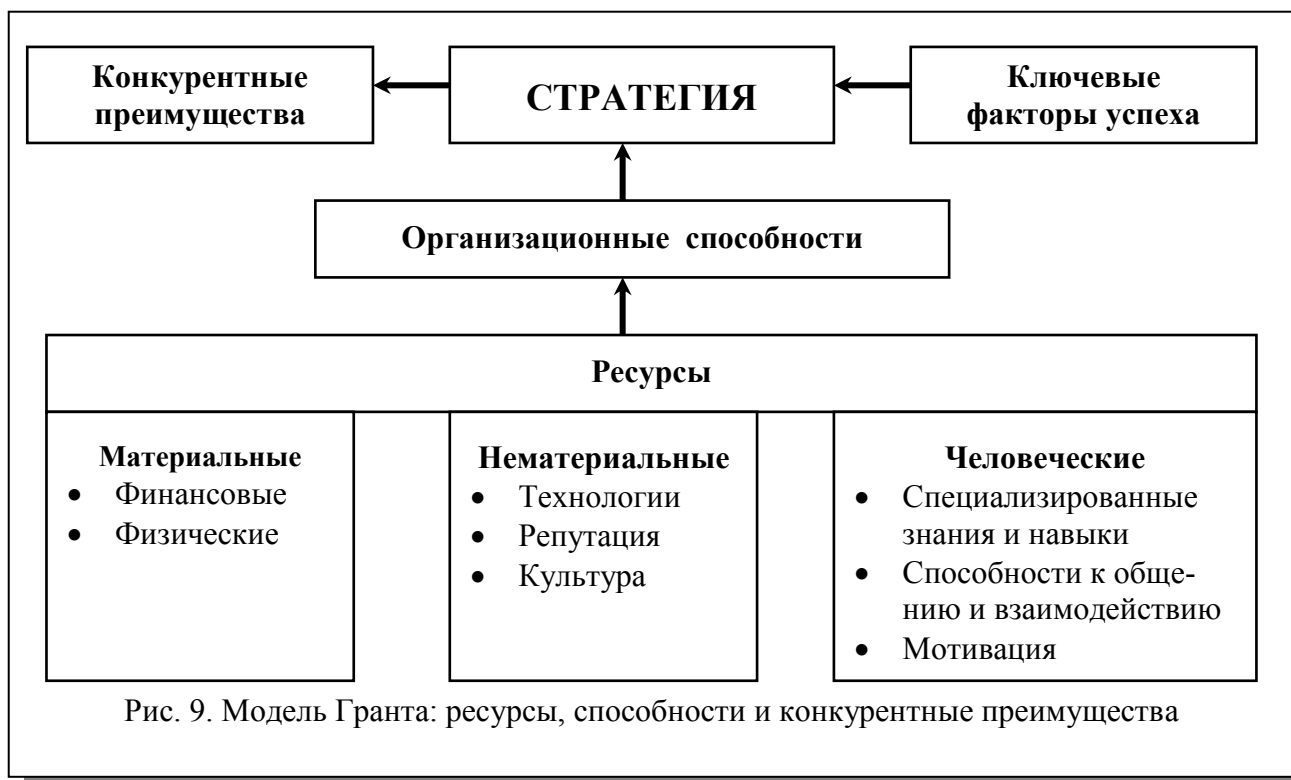 Конкурентные
преимущества
СТРАТЕГИЯ
Ключевые
факторы успеха
Организационные способности
Ресурсы
Материальные
• Финансовые
• Физические
Нематериальные
• Технологии
• Репутация
• Культура
Человеческие
• Специализированные
знания и навыки
• Способности к обще-
нию и взаимодействию
• Мотивация
Рис. 9. Модель Гранта: ресурсы, способности и конкурентные преимущества